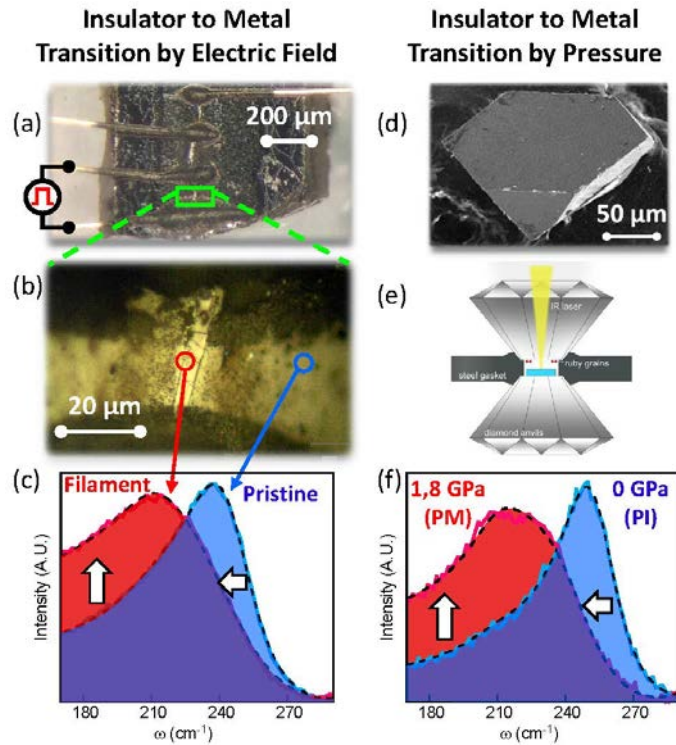 Insulator to Metal
Transition by Electric Field
Insulator to Metal
Transition by Pressure
(a)
200 μm
(b)
20 μm
(c)
Filament
Pristine
Intensity (A.U.)
180 210 240 270
ω (cm⁻¹)
(d)
50 μm
(e)
IR laser
ruby grains
steel gasket
diamond anvils
(f)
1,8 GPa
(PM)
0 GPa
(PI)
Intensity (A.U.)
180 210 240 270
ω (cm⁻¹)